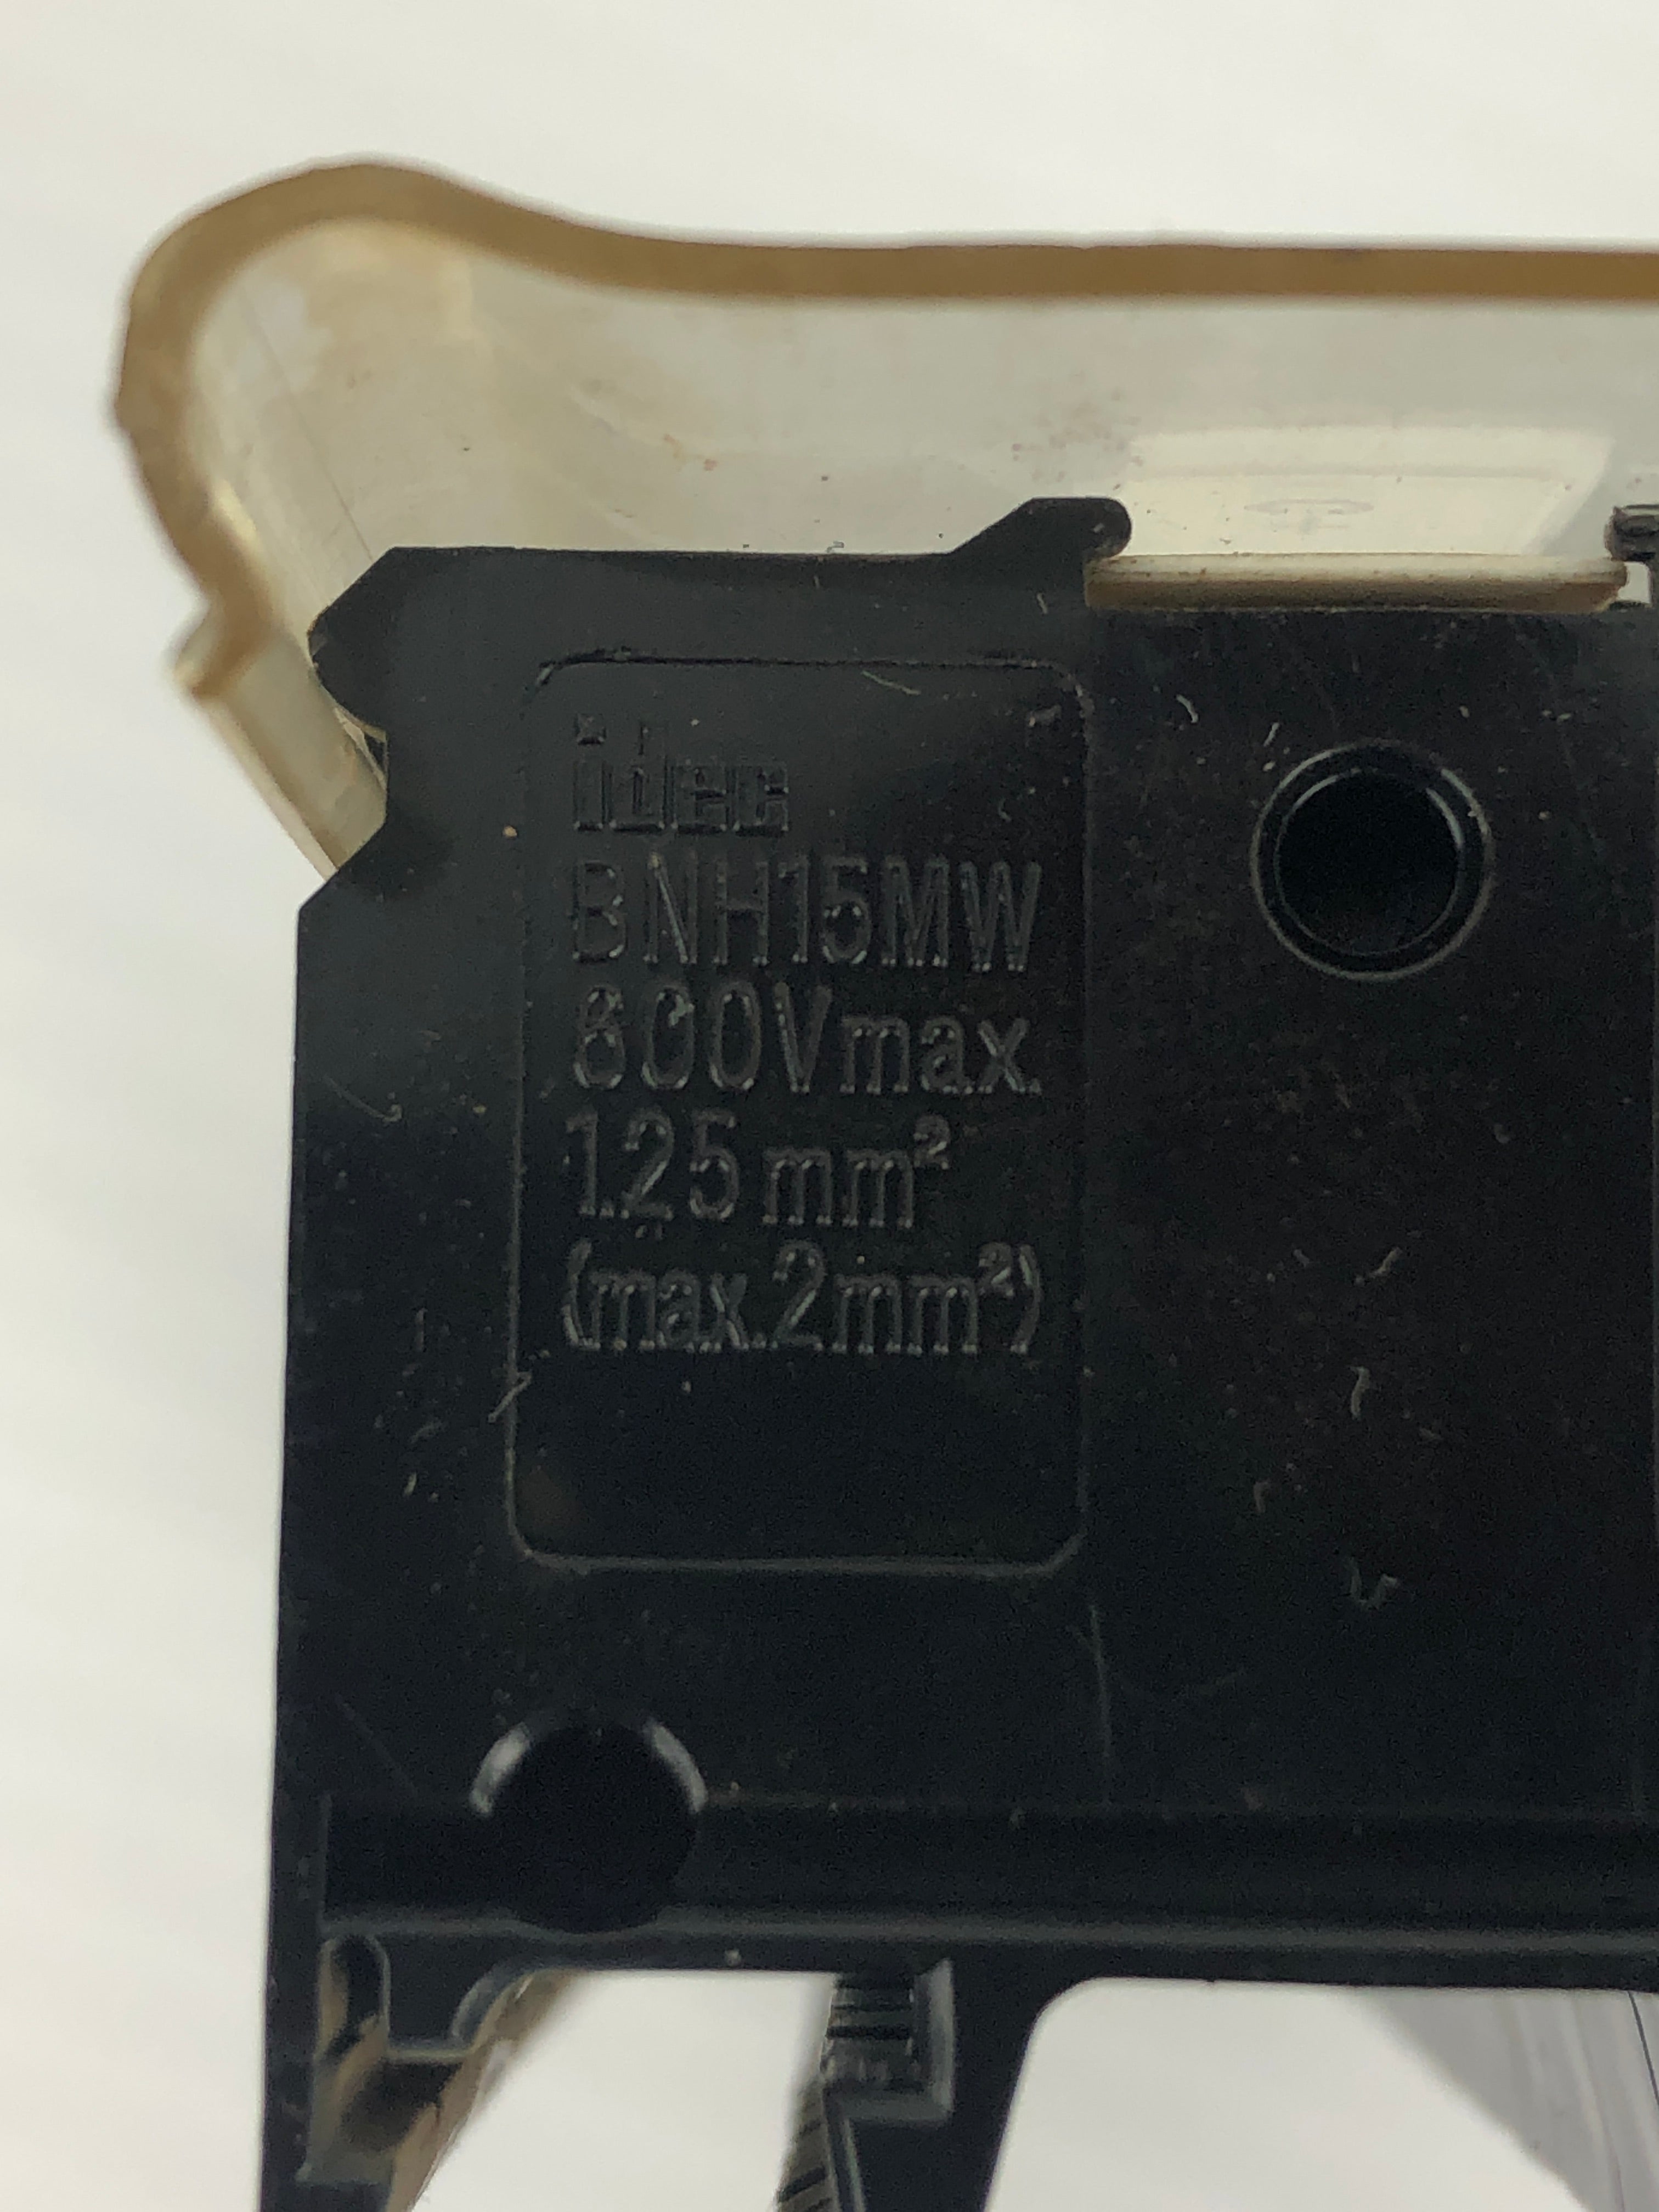 idec
BNH15MW
600Vmax.
1.25mm²
(max.2mm²)